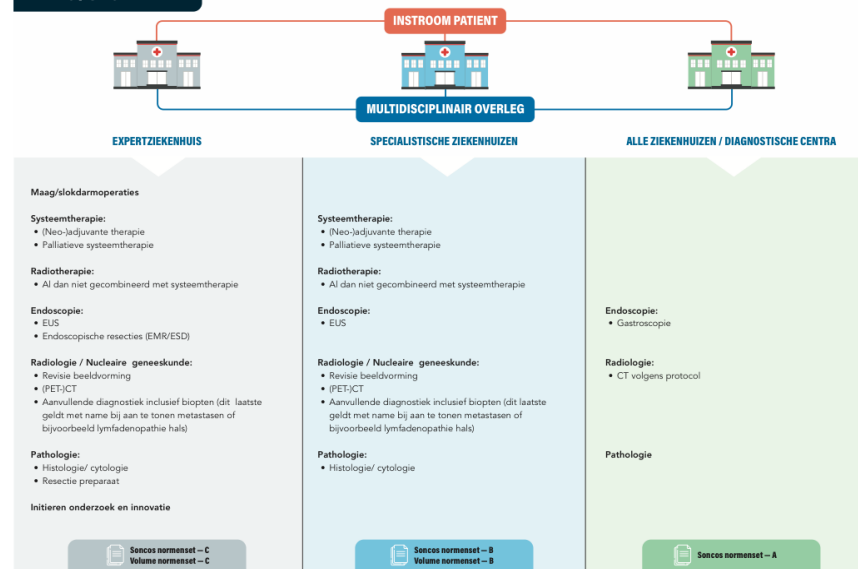 INSTROOM PATIENT
MULTIDISCIPLINAIR OVERLEG
EXPERTZIEKENHUIS
Maag/slokdarmoperaties
Systeemtherapie:
• (Neo-)adjuvante therapie
• Palliatieve systeemtherapie
Radiotherapie:
• Al dan niet gecombineerd met systeemtherapie
Endoscopie:
• EUS
• Endoscopische resecties (EMR/ESD)
Radiologie / Nucleaire geneeskunde:
• Revisie beeldvorming
• (PET-)CT
• Aanvullende diagnostiek inclusief biopten (dit laatste
geldt met name bij aan te tonen metastasen of
bijvoorbeeld lymfadenopathie hals)
Pathologie:
• Histologie/ cytologie
• Resectie preparaat
Initieren onderzoek en innovatie
Soncos normenset – C
Volume normenset – C
SPECIALISTISCHE ZIEKENHUIZEN
Systeemtherapie:
• (Neo-)adjuvante therapie
• Palliatieve systeemtherapie
Radiotherapie:
• Al dan niet gecombineerd met systeemtherapie
Endoscopie:
• EUS
Radiologie / Nucleaire geneeskunde:
• Revisie beeldvorming
• (PET-)CT
• Aanvullende diagnostiek inclusief biopten (dit laatste
geldt met name bij aan te tonen metastasen of
bijvoorbeeld lymfadenopathie hals)
Pathologie:
• Histologie/ cytologie
Soncos normenset – B
Volume normenset – B
ALLE ZIEKENHUIZEN / DIAGNOSTISCHE CENTRA
Endoscopie:
• Gastroscopie
Radiologie:
• CT volgens protocol
Pathologie
Soncos normenset – A